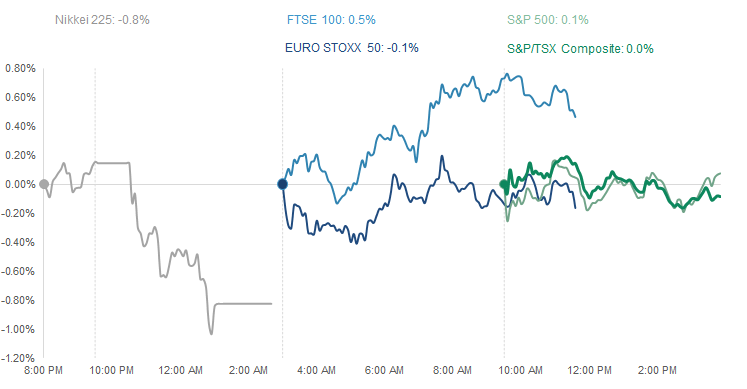 Nikkei 225: -0.8%
FTSE 100: 0.5%
S&P 500: 0.1%
EURO STOXX 50: -0.1%
S&P/TSX Composite: 0.0%
0.80%
0.60%
0.40%
0.20%
0.00%
-0.20%
-0.40%
-0.60%
-0.80%
-1.00%
-1.20%
8:00 PM 10:00 PM 12:00 AM 2:00 AM 4:00 AM 6:00 AM 8:00 AM 10:00 AM 12:00 PM 2:00 PM